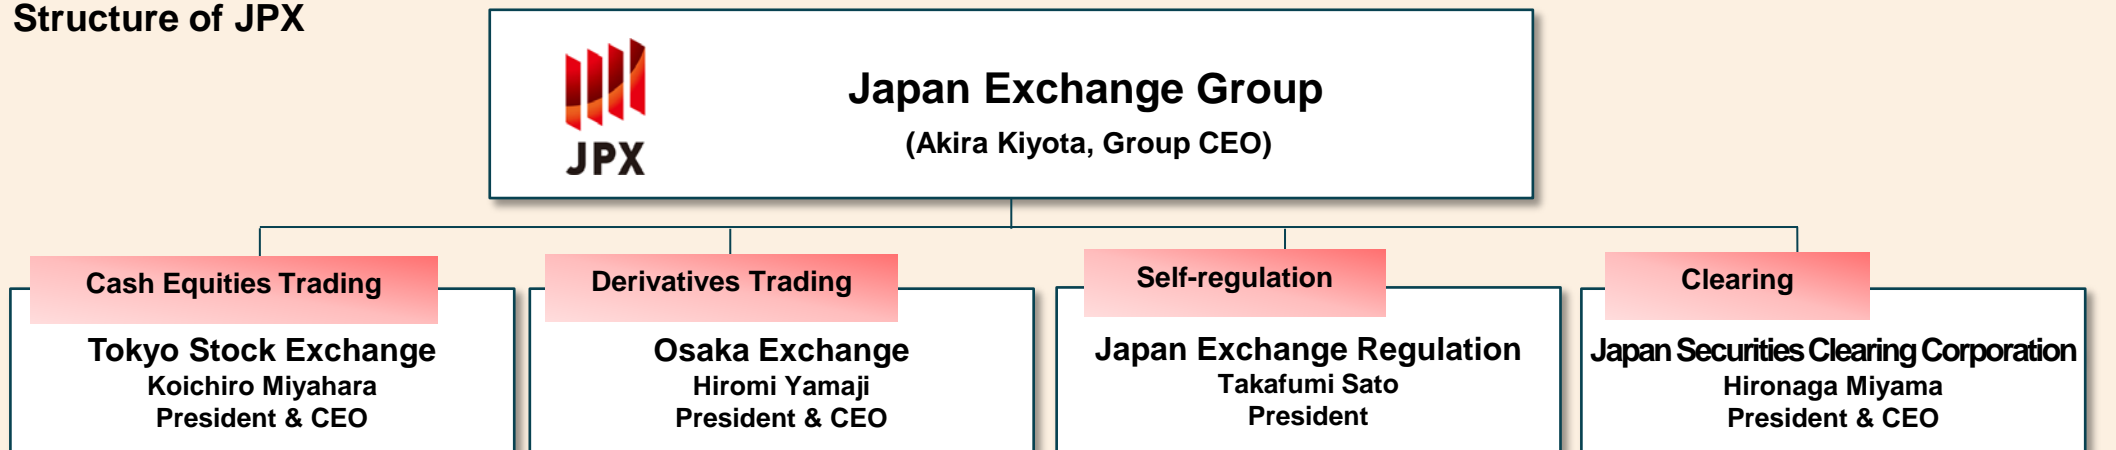 Structure of JPX
JPX
Japan Exchange Group
(Akira Kiyota, Group CEO)
Cash Equities Trading
Tokyo Stock Exchange
Koichiro Miyahara
President & CEO
Derivatives Trading
Osaka Exchange
Hiromi Yamaji
President & CEO
Self-regulation
Japan Exchange Regulation
Takafumi Sato
President
Clearing
Japan Securities Clearing Corporation
Hironaga Miyama
President & CEO